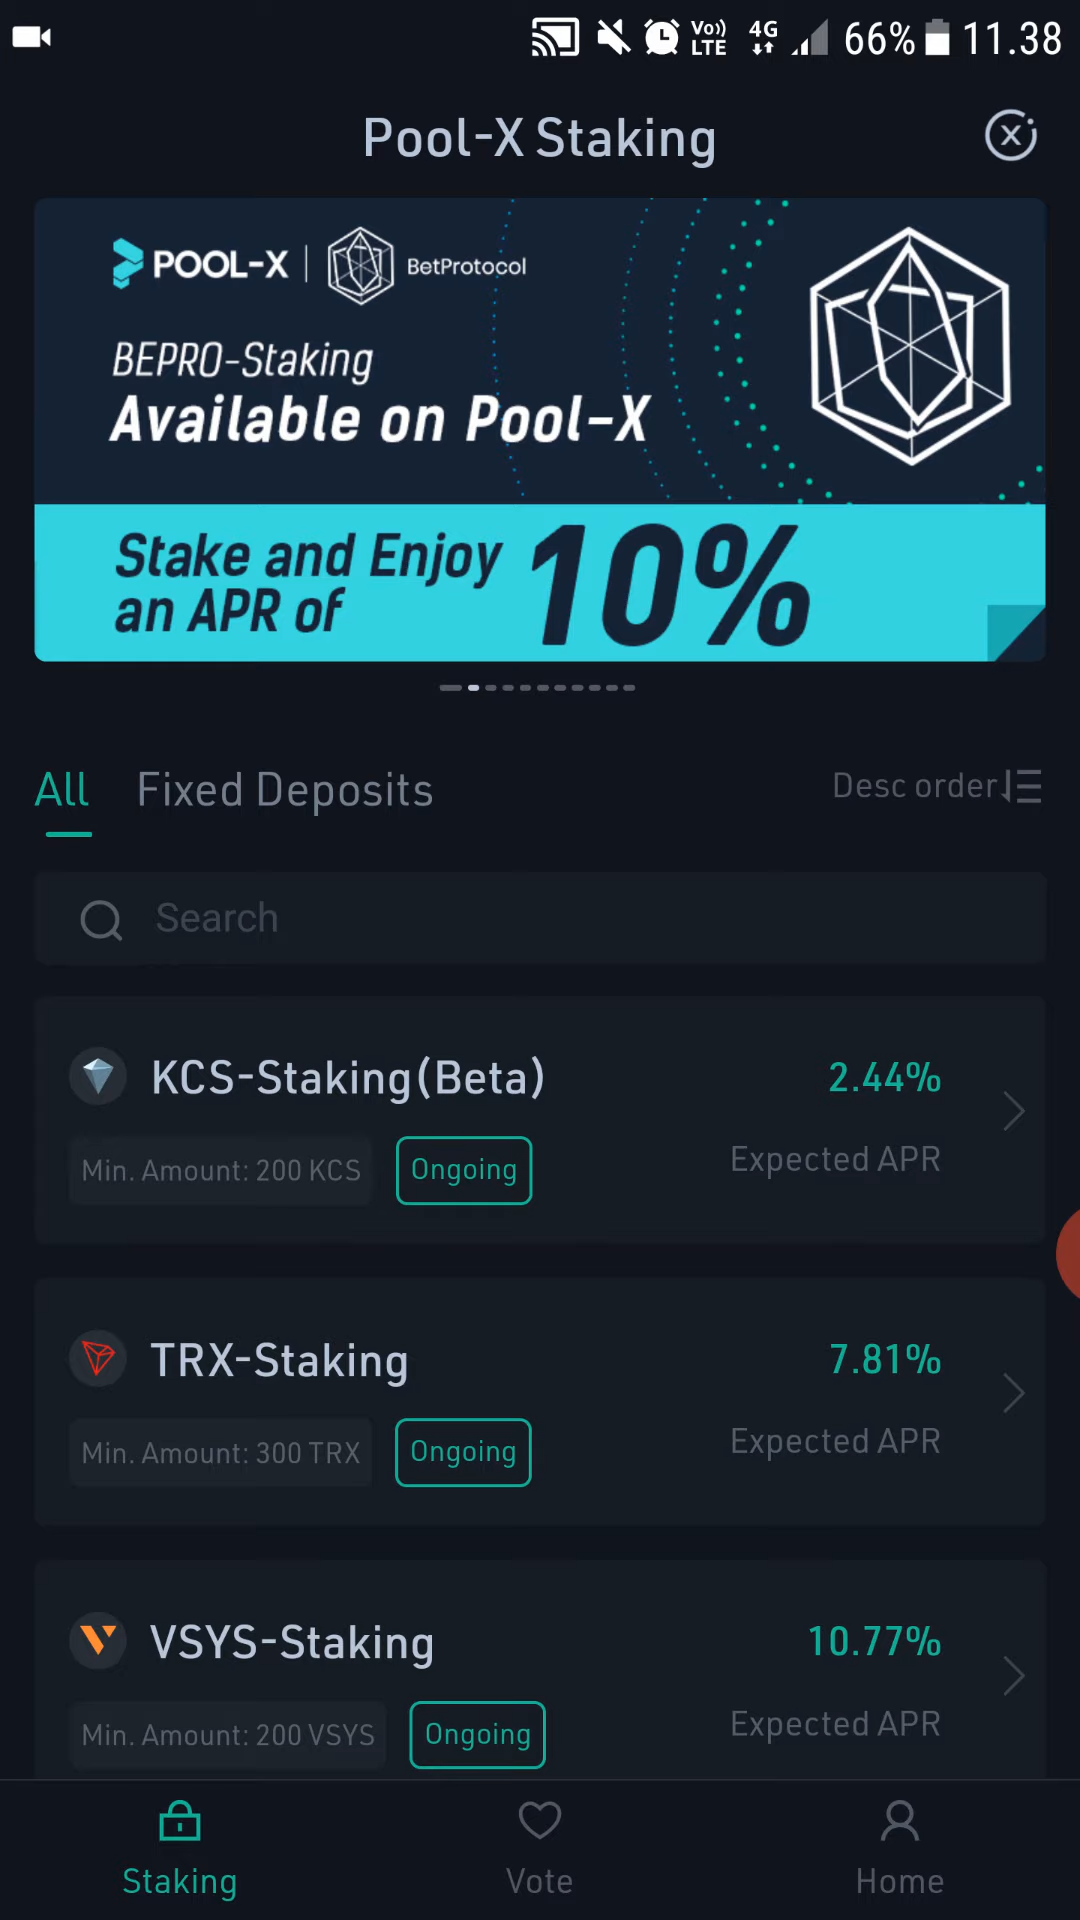 Vo)) LTE 4G 66% 11.38
Pool-X Staking
POOL-X | BetProtocol
BEPRO-Staking
Available on Pool-X
Stake and Enjoy
an APR of 10%
All Fixed Deposits Desc order
Search
KCS-Staking(Beta) 2.44%
Min. Amount: 200 KCS Ongoing Expected APR
TRX-Staking 7.81%
Min. Amount: 300 TRX Ongoing Expected APR
VSYS-Staking 10.77%
Min. Amount: 200 VSYS Ongoing Expected APR
Staking Vote Home